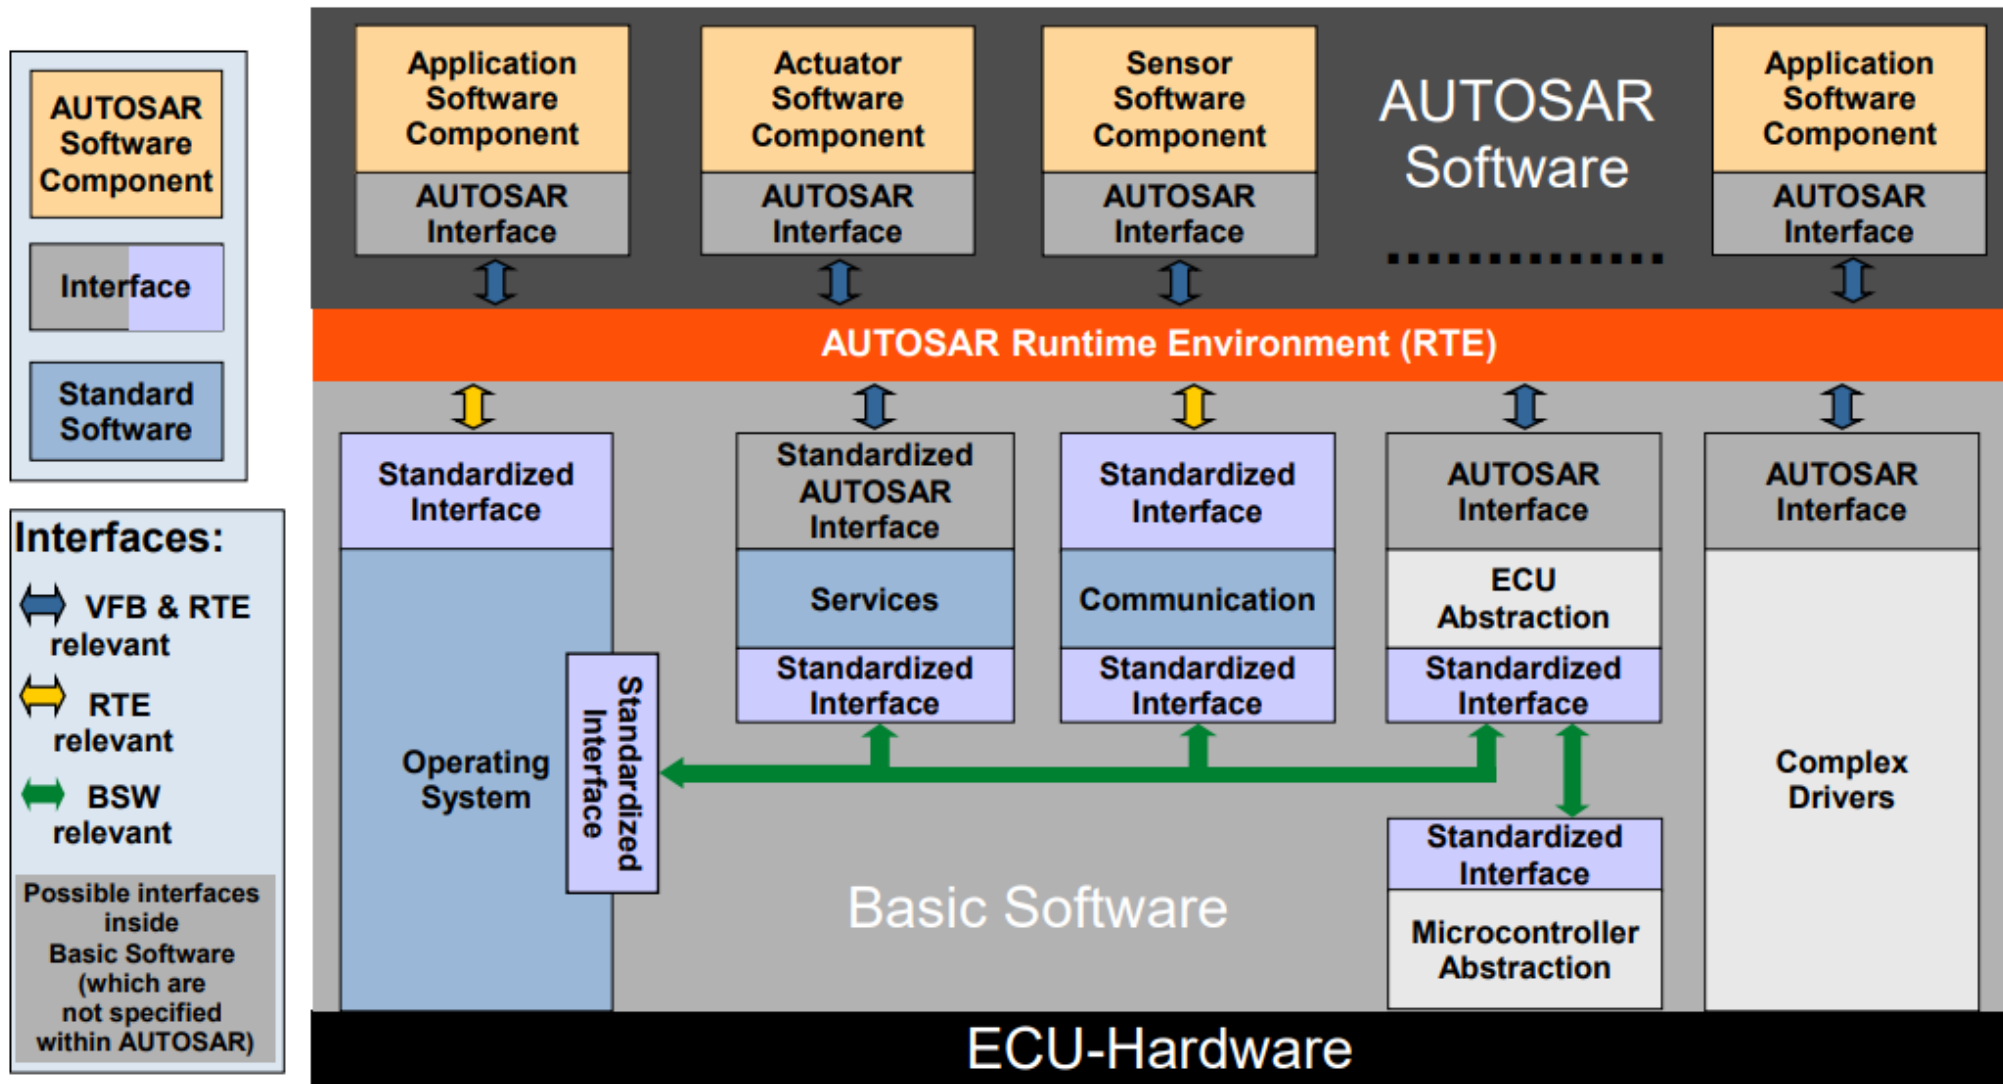 AUTOSAR
Software
Component
Interface
Standard
Software
Interfaces:
VFB & RTE
relevant
RTE
relevant
BSW
relevant
Possible interfaces
inside
Basic Software
(which are
not specified
within AUTOSAR)
Application
Software
Component
AUTOSAR
Interface
Actuator
Software
Component
AUTOSAR
Interface
Sensor
Software
Component
AUTOSAR
Interface
AUTOSAR
Software
..............
Application
Software
Component
AUTOSAR
Interface
AUTOSAR Runtime Environment (RTE)
Standardized
Interface
Operating
System
Standardized
Interface
Standardized
AUTOSAR
Interface
Services
Standardized
Interface
Standardized
Interface
Communication
Standardized
Interface
AUTOSAR
Interface
ECU
Abstraction
Standardized
Interface
Standardized
Interface
Microcontroller
Abstraction
AUTOSAR
Interface
Complex
Drivers
Basic Software
ECU-Hardware